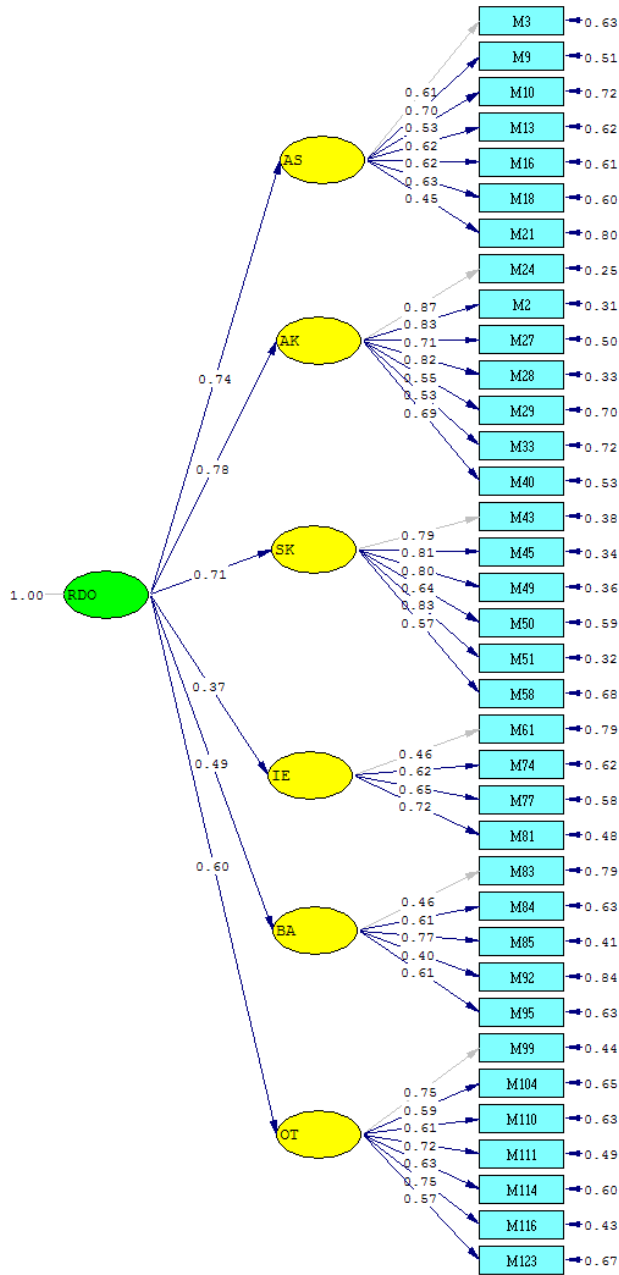 M3 0.63
M9 0.51
0.61 M10 0.72
0.70
0.53 M13 0.62
0.62
AS 0.62 M16 0.61
0.63
0.45 M18 0.60
M21 0.80
M24 0.25
0.87 M2 0.31
0.83
AK 0.71 M27 0.50
0.82
0.74 0.55 M28 0.33
0.53
0.69 M29 0.70
M33 0.72
0.78 M40 0.53
M43 0.38
0.79
SK 0.81 M45 0.34
0.80
0.71 0.64 M49 0.36
1.00 RDO 0.83
0.57 M50 0.59
M51 0.32
0.37 M58 0.68
M61 0.79
0.46
0.49 IE 0.62 M74 0.62
0.65
0.72 M77 0.58
M81 0.48
0.60 M83 0.79
0.46
0.61 M84 0.63
BA 0.77 M85 0.41
0.40
0.61 M92 0.84
M95 0.63
M99 0.44
0.75 M104 0.65
0.59
0.61 M110 0.63
OT 0.72 M111 0.49
0.63
0.75 M114 0.60
0.57
M116 0.43
M123 0.67